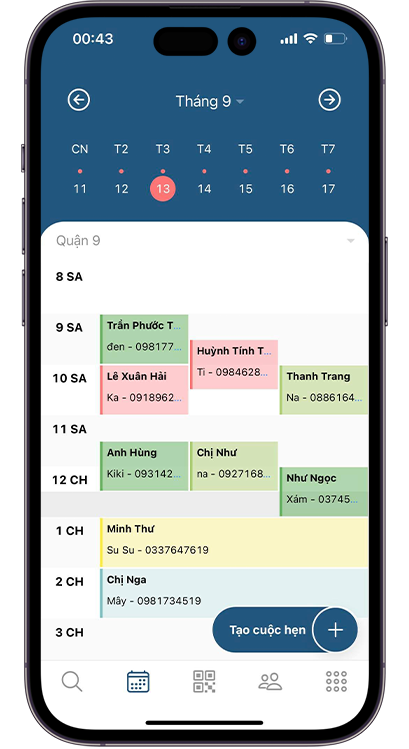 00:43
Tháng 9
CN T2 T3 T4 T5 T6 T7
11 12 13 14 15 16 17
Quận 9
8 SA
9 SA
Trần Phước T...
đen - 098177...
Huỳnh Tính T...
Ti - 0984628...
10 SA
Lê Xuân Hải
Ka - 0918962...
Thanh Trang
Na - 0886164...
11 SA
Anh Hùng
Kiki - 093142...
Chị Như
na - 0927168...
12 CH
Như Ngọc
Xám - 03745...
1 CH
Minh Thư
Su Su - 0337647619
2 CH
Chị Nga
Mây - 0981734519
Tạo cuộc hẹn
3 CH